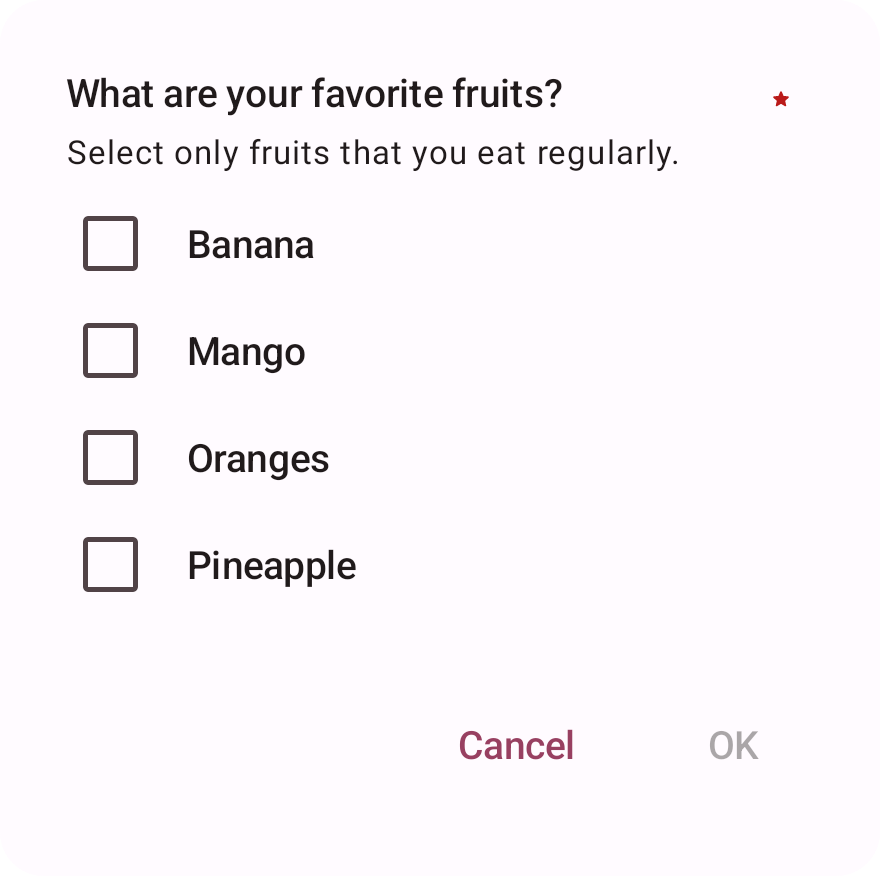 What are your favorite fruits?
Select only fruits that you eat regularly.
Banana
Mango
Oranges
Pineapple
Cancel OK